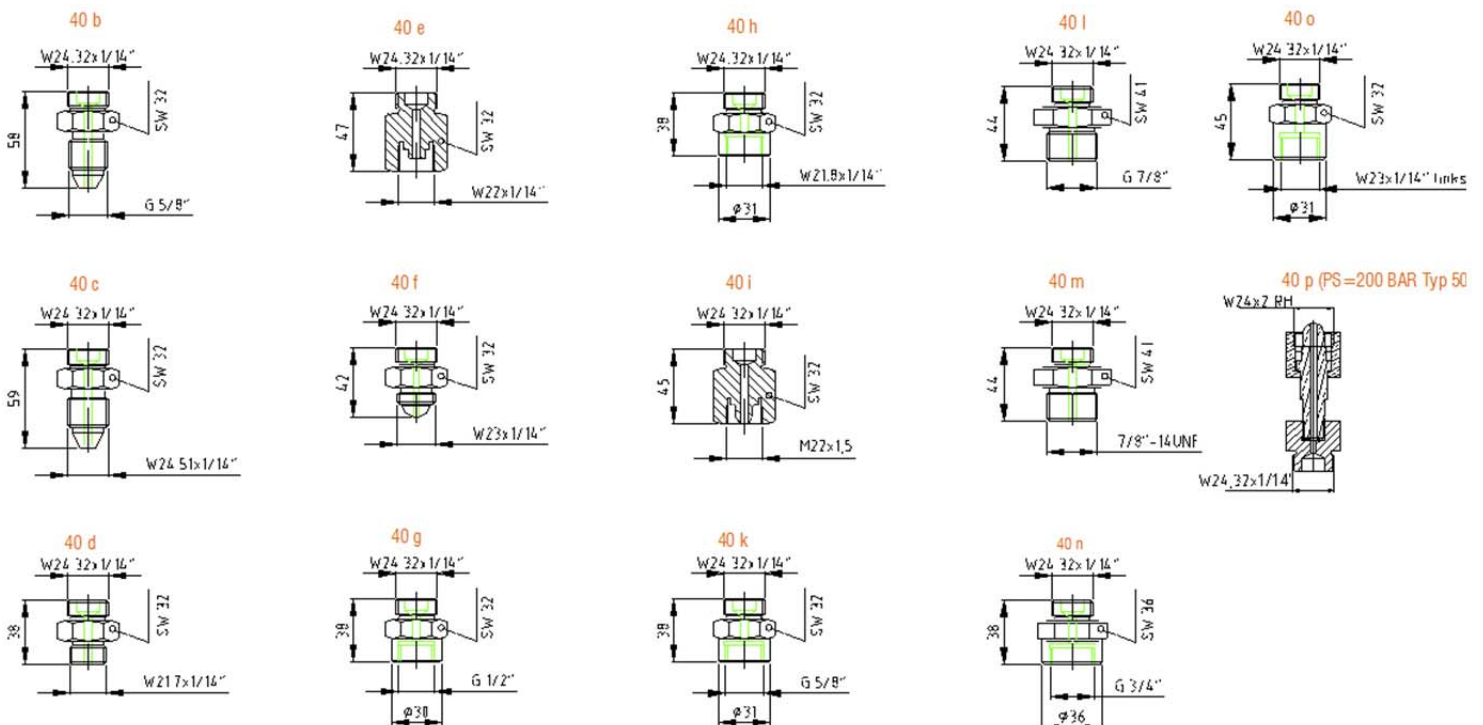 40 b
W24.32x1/14"
58
SW 32
G 5/8"
40 e
W24.32x1/14"
47
SW 32
W22x1/14"
40 h
W24.32x1/14"
38
SW 32
W21.8x1/14"
ø31
40 l
W24.32x1/14"
44
SW 41
G 7/8"
40 o
W24.32x1/14"
45
SW 32
W23x1/14" links
ø31
40 c
W24.32x1/14"
59
SW 32
W24.51x1/14"
40 f
W24.32x1/14"
42
SW 32
W23x1/14"
40 i
W24.32x1/14"
45
SW 32
M22x1,5
40 m
W24.32x1/14"
44
SW 41
7/8"-14UNF
40 p (PS=200 BAR Typ 50
W24x2 RH
W24,32x1/14"
40 d
W24.32x1/14"
38
SW 32
W21.7x1/14"
40 g
W24.32x1/14"
38
SW 32
G 1/2"
ø30
40 k
W24.32x1/14"
38
SW 32
G 5/8"
ø31
40 n
W24.32x1/14"
38
SW 36
G 3/4"
ø36